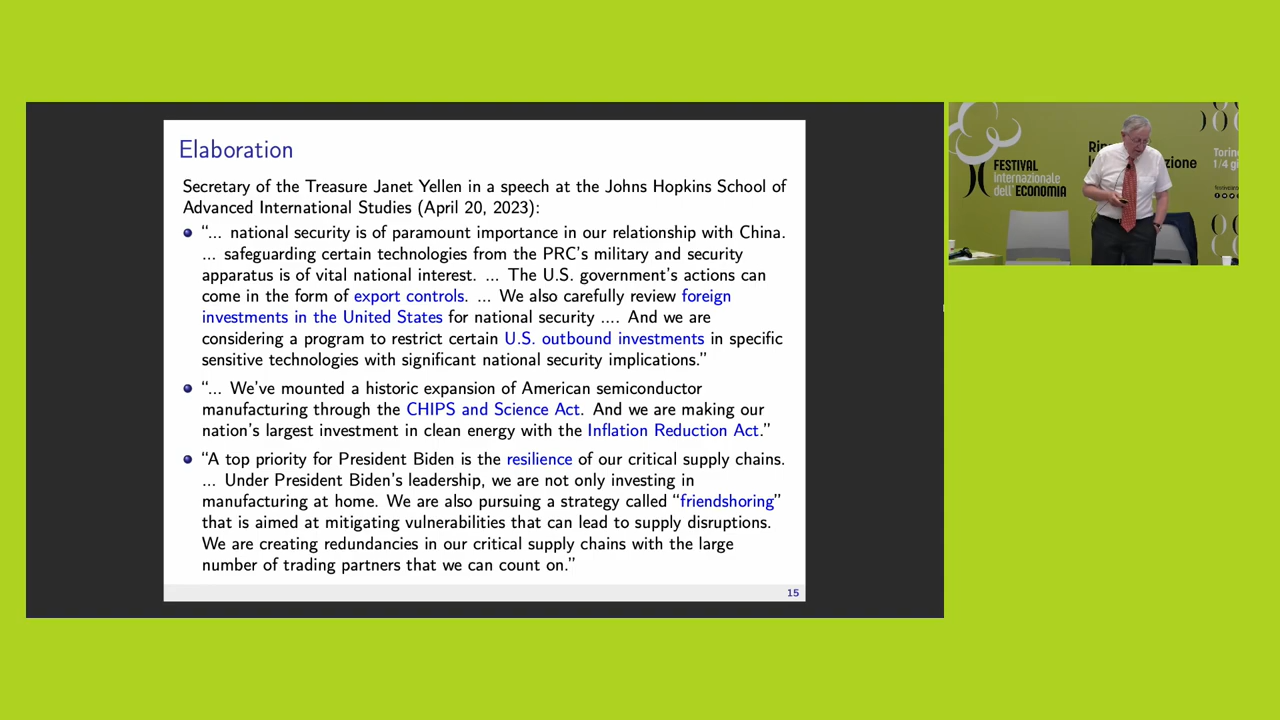 Elaboration
Secretary of the Treasure Janet Yellen in a speech at the Johns Hopkins School of
Advanced International Studies (April 20, 2023):
“... national security is of paramount importance in our relationship with China.
... safeguarding certain technologies from the PRC’s military and security
apparatus is of vital national interest. ... The U.S. government’s actions can
come in the form of export controls. ... We also carefully review foreign
investments in the United States for national security .... And we are
considering a program to restrict certain U.S. outbound investments in specific
sensitive technologies with significant national security implications.”
“... We’ve mounted a historic expansion of American semiconductor
manufacturing through the CHIPS and Science Act. And we are making our
nation’s largest investment in clean energy with the Inflation Reduction Act.”
“A top priority for President Biden is the resilience of our critical supply chains.
... Under President Biden’s leadership, we are not only investing in
manufacturing at home. We are also pursuing a strategy called “friendshoring”
that is aimed at mitigating vulnerabilities that can lead to supply disruptions.
We are creating redundancies in our critical supply chains with the large
number of trading partners that we can count on.”
15
FESTIVAL
Internazionale
dell'ECONOMIA
Torino